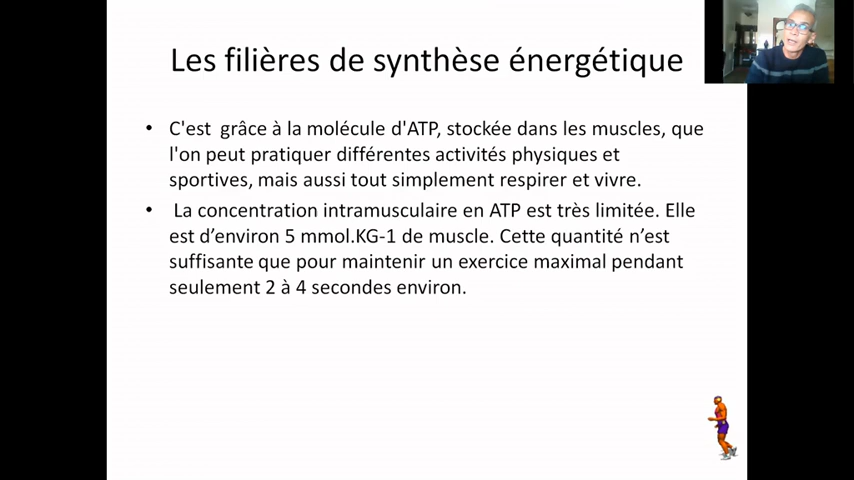 Les filières de synthèse énergétique
• C'est  grâce à la molécule d'ATP, stockée dans les muscles, que
l'on peut pratiquer différentes activités physiques et
sportives, mais aussi tout simplement respirer et vivre.
•  La concentration intramusculaire en ATP est très limitée. Elle
est d’environ 5 mmol.KG-1 de muscle. Cette quantité n’est
suffisante que pour maintenir un exercice maximal pendant
seulement 2 à 4 secondes environ.